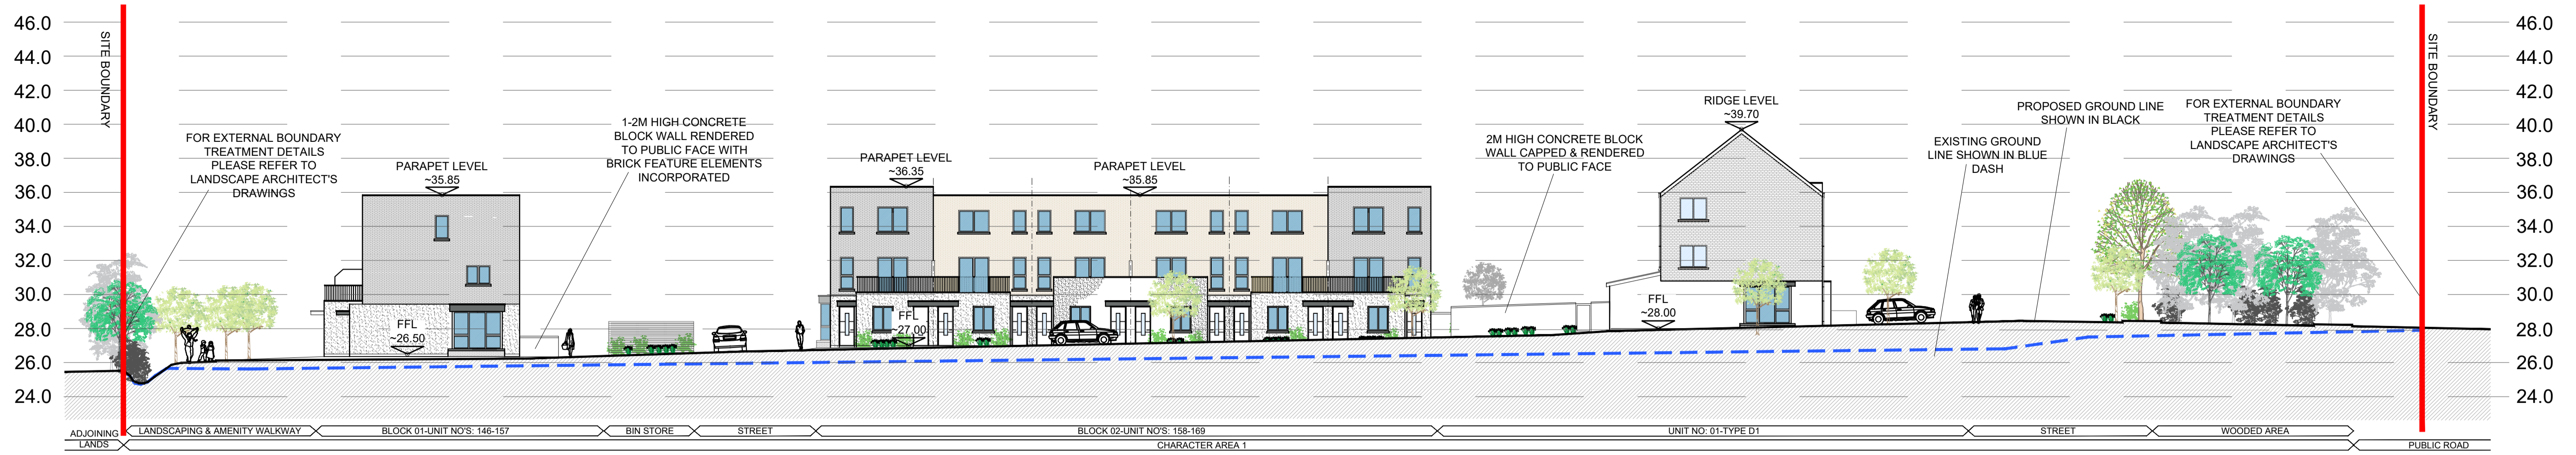 46.0
44.0
42.0
40.0
38.0
36.0
34.0
32.0
30.0
28.0
26.0
24.0
SITE BOUNDARY
FOR EXTERNAL BOUNDARY
TREATMENT DETAILS
PLEASE REFER TO
LANDSCAPE ARCHITECT'S
DRAWINGS
PARAPET LEVEL
~35.85
FFL
~26.50
1-2M HIGH CONCRETE
BLOCK WALL RENDERED
TO PUBLIC FACE WITH
BRICK FEATURE ELEMENTS
INCORPORATED
PARAPET LEVEL
~36.35
FFL
~27.00
PARAPET LEVEL
~35.85
2M HIGH CONCRETE BLOCK
WALL CAPPED & RENDERED
TO PUBLIC FACE
RIDGE LEVEL
~39.70
FFL
~28.00
EXISTING GROUND
LINE SHOWN IN BLUE
DASH
PROPOSED GROUND LINE
SHOWN IN BLACK
FOR EXTERNAL BOUNDARY
TREATMENT DETAILS
PLEASE REFER TO
LANDSCAPE ARCHITECT'S
DRAWINGS
SITE BOUNDARY
46.0
44.0
42.0
40.0
38.0
36.0
34.0
32.0
30.0
28.0
26.0
24.0
ADJOINING
LANDS
LANDSCAPING & AMENITY WALKWAY
BLOCK 01-UNIT NO'S: 146-157
BIN STORE
STREET
BLOCK 02-UNIT NO'S: 158-169
UNIT NO: 01-TYPE D1
STREET
WOODED AREA
CHARACTER AREA 1
PUBLIC ROAD